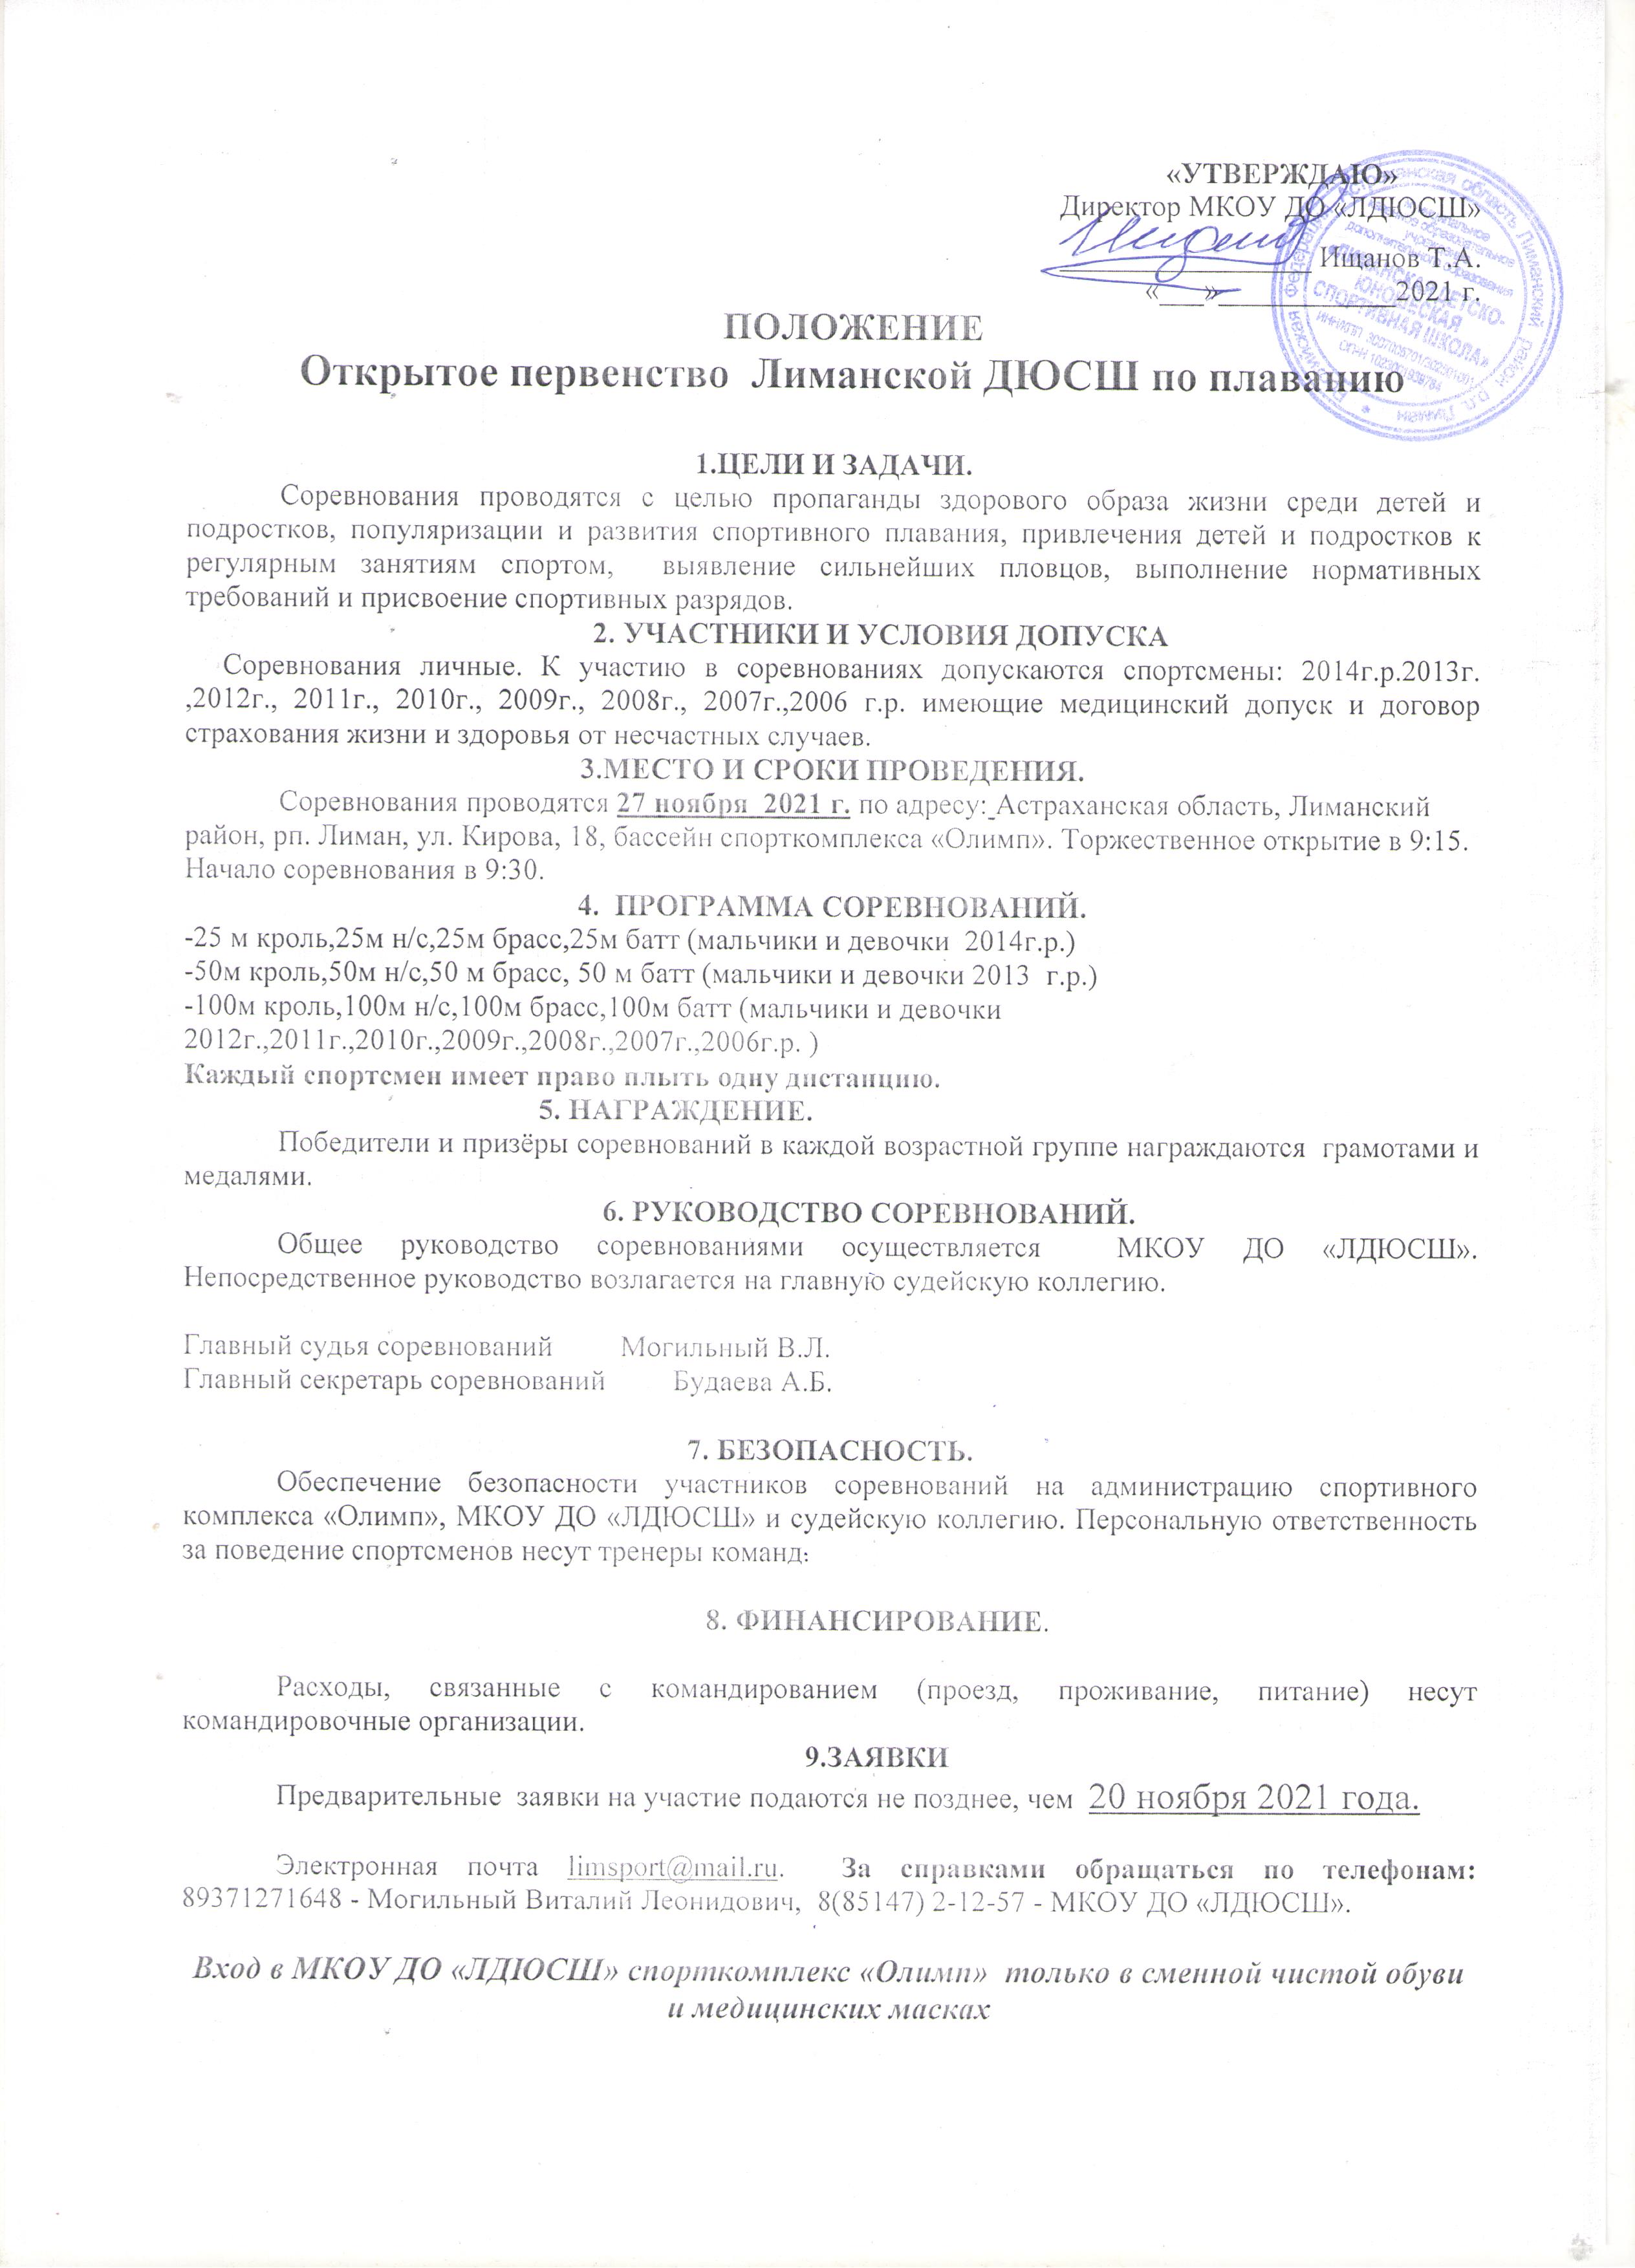 «УТВЕРЖДАЮ»
Директор МКОУ ДО «ЛДЮСШ»
__________________ Ищанов Т.А.
«___»____________2021 г.
ПОЛОЖЕНИЕ
Открытое первенство Лиманской ДЮСШ по плаванию
1.ЦЕЛИ И ЗАДАЧИ.
Соревнования проводятся с целью пропаганды здорового образа жизни среди детей и
подростков, популяризации и развития спортивного плавания, привлечения детей и подростков к
регулярным занятиям спортом, выявление сильнейших пловцов, выполнение нормативных
требований и присвоение спортивных разрядов.
2. УЧАСТНИКИ И УСЛОВИЯ ДОПУСКА
Соревнования личные. К участию в соревнованиях допускаются спортсмены: 2014г.р.2013г.
,2012г., 2011г., 2010г., 2009г., 2008г., 2007г.,2006 г.р. имеющие медицинский допуск и договор
страхования жизни и здоровья от несчастных случаев.
3.МЕСТО И СРОКИ ПРОВЕДЕНИЯ.
Соревнования проводятся 27 ноября 2021 г. по адресу: Астраханская область, Лиманский
район, рп. Лиман, ул. Кирова, 18, бассейн спорткомплекса «Олимп». Торжественное открытие в 9:15.
Начало соревнования в 9:30.
4. ПРОГРАММА СОРЕВНОВАНИЙ.
-25 м кроль,25м н/с,25м брасс,25м батт (мальчики и девочки 2014г.р.)
-50м кроль,50м н/с,50 м брасс, 50 м батт (мальчики и девочки 2013 г.р.)
-100м кроль,100м н/с,100м брасс,100м батт (мальчики и девочки
2012г.,2011г.,2010г.,2009г.,2008г.,2007г.,2006г.р. )
Каждый спортсмен имеет право плыть одну дистанцию.
5. НАГРАЖДЕНИЕ.
Победители и призёры соревнований в каждой возрастной группе награждаются грамотами и
медалями.
6. РУКОВОДСТВО СОРЕВНОВАНИЙ.
Общее руководство соревнованиями осуществляется МКОУ ДО «ЛДЮСШ».
Непосредственное руководство возлагается на главную судейскую коллегию.
Главный судья соревнований Могильный В.Л.
Главный секретарь соревнований Будаева А.Б.
7. БЕЗОПАСНОСТЬ.
Обеспечение безопасности участников соревнований на администрацию спортивного
комплекса «Олимп», МКОУ ДО «ЛДЮСШ» и судейскую коллегию. Персональную ответственность
за поведение спортсменов несут тренеры команд:
8. ФИНАНСИРОВАНИЕ.
Расходы, связанные с командированием (проезд, проживание, питание) несут
командировочные организации.
9.ЗАЯВКИ
Предварительные заявки на участие подаются не позднее, чем 20 ноября 2021 года.
Электронная почта limsport@mail.ru. За справками обращаться по телефонам:
89371271648 - Могильный Виталий Леонидович, 8(85147) 2-12-57 - МКОУ ДО «ЛДЮСШ».
Вход в МКОУ ДО «ЛДЮСШ» спорткомплекс «Олимп» только в сменной чистой обуви
и медицинских масках